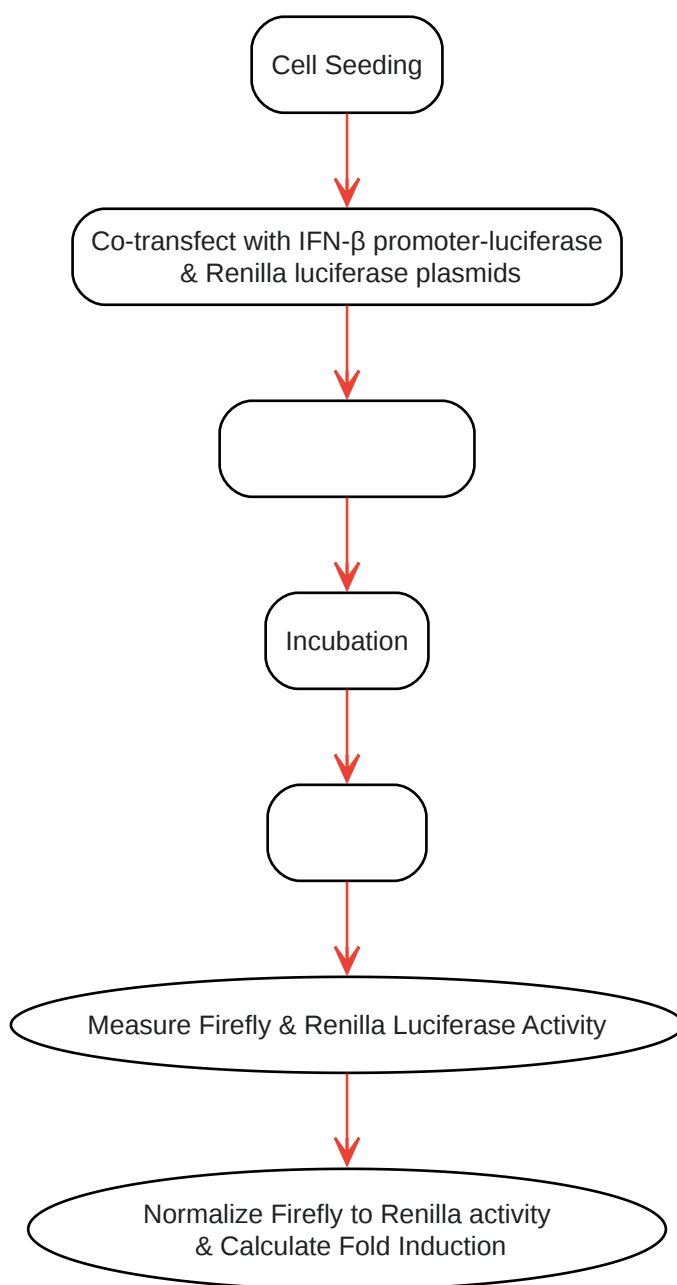 Cell Seeding
Co-transfect with IFN-β promoter-luciferase
& Renilla luciferase plasmids
Incubation
Measure Firefly & Renilla Luciferase Activity
Normalize Firefly to Renilla activity
& Calculate Fold Induction